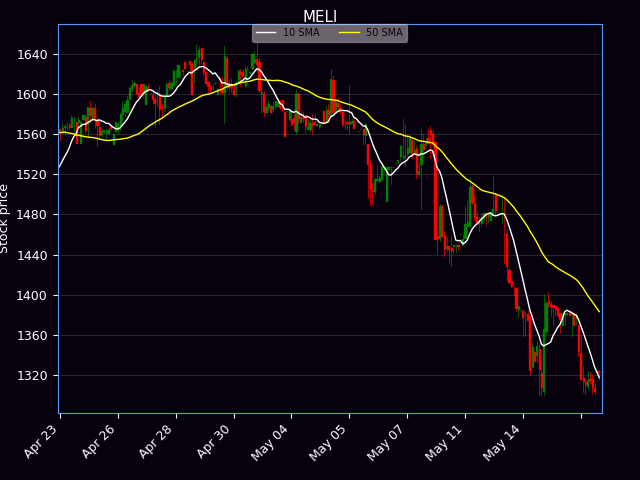 MELI
10 SMA
50 SMA
Stock price
1640
1600
1560
1520
1480
1440
1400
1360
1320
Apr 23
Apr 26
Apr 28
Apr 30
May 04
May 05
May 07
May 11
May 14